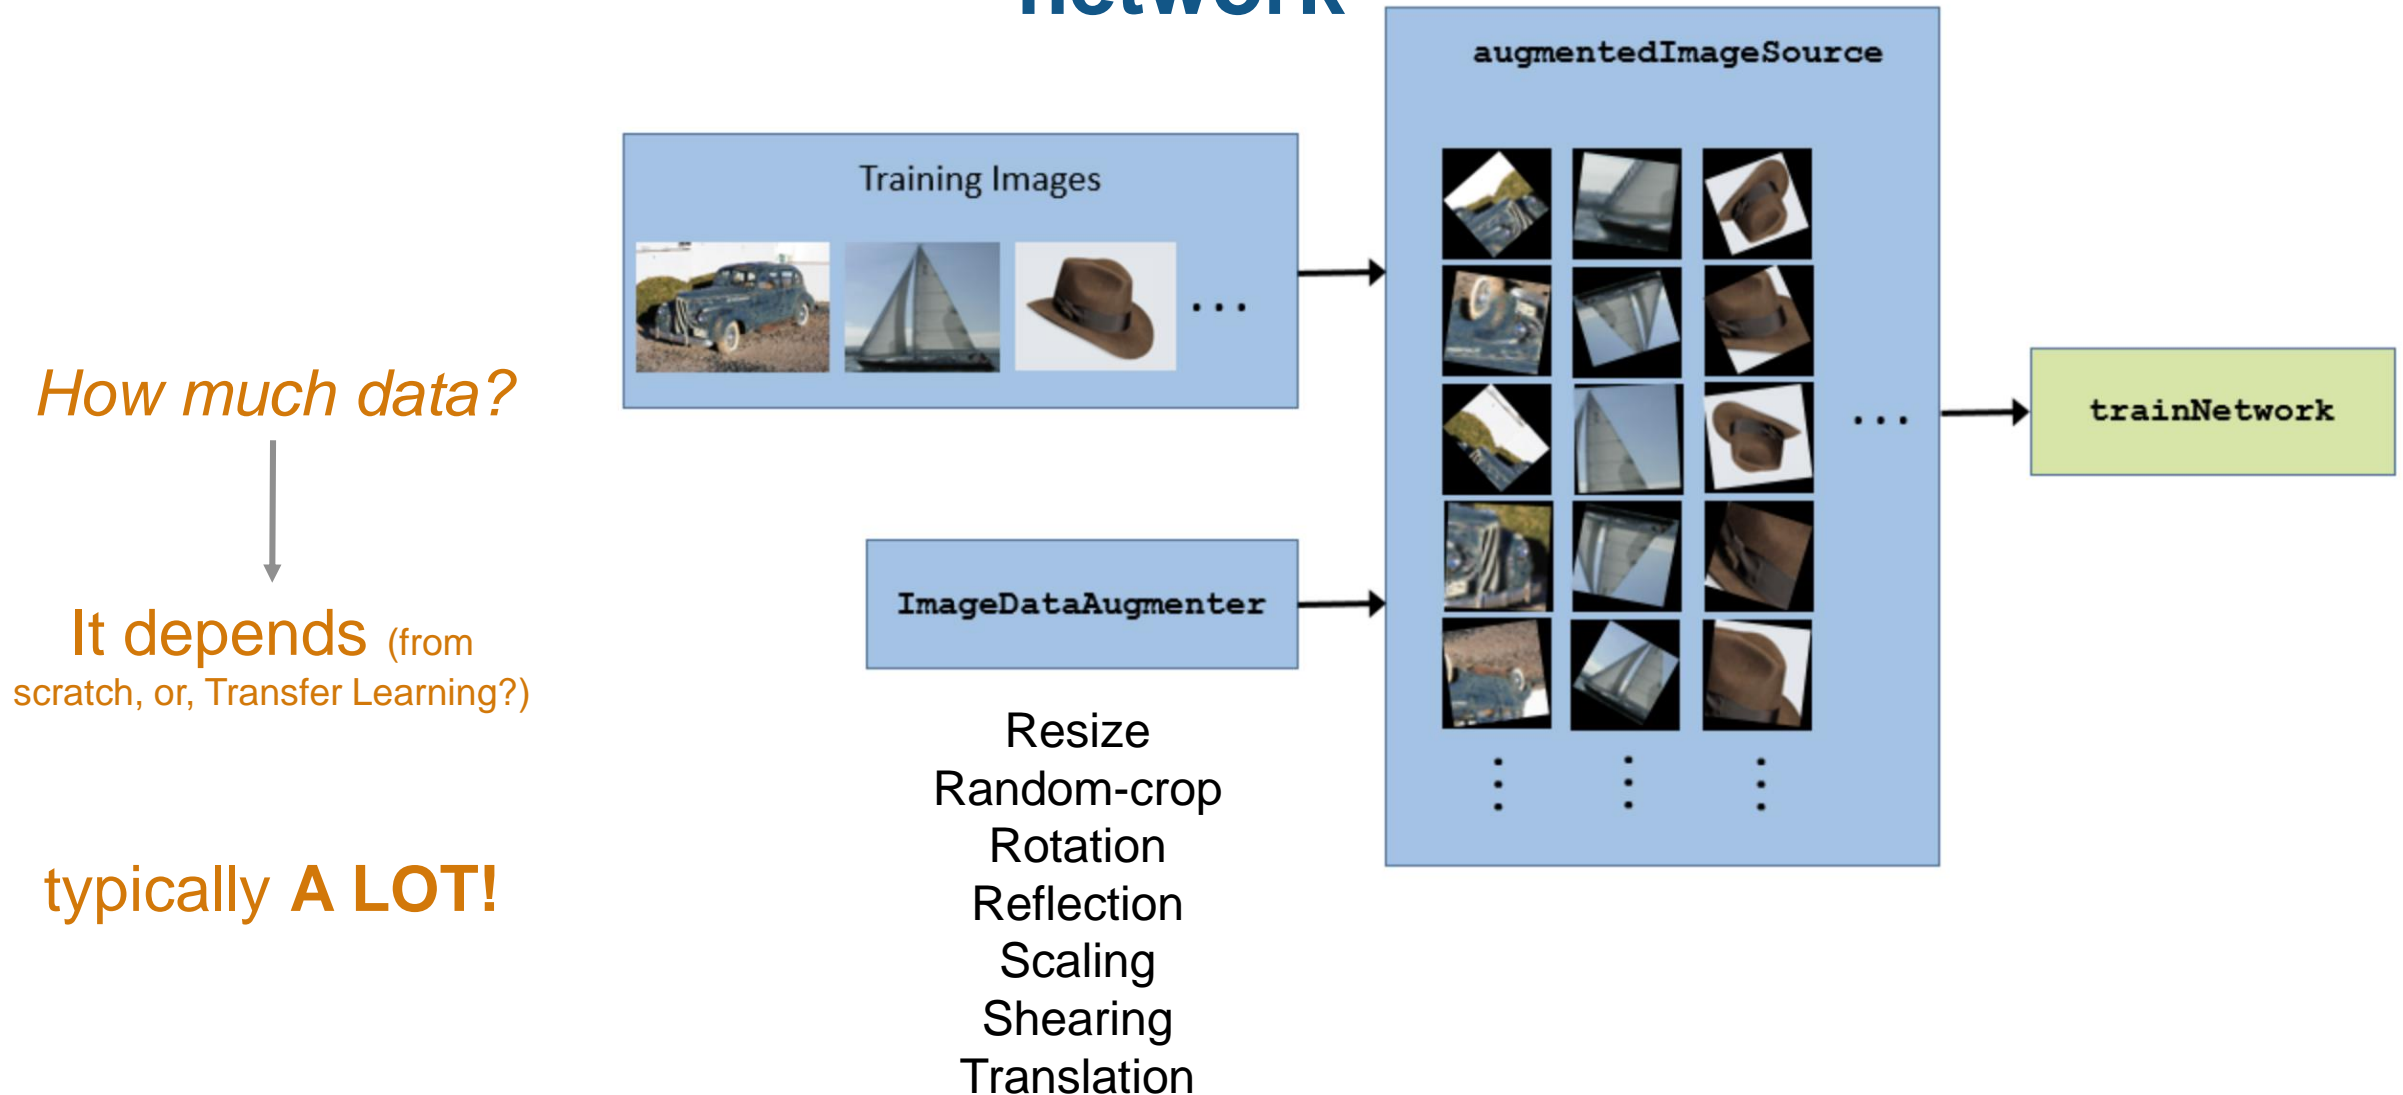 network
augmentedImageSource
Training Images
...
How much data?
...
trainNetwork
ImageDataAugmenter
It depends (from
scratch, or, Transfer Learning?)
Resize
Random-crop
Rotation
Reflection
Scaling
Shearing
Translation
typically A LOT!